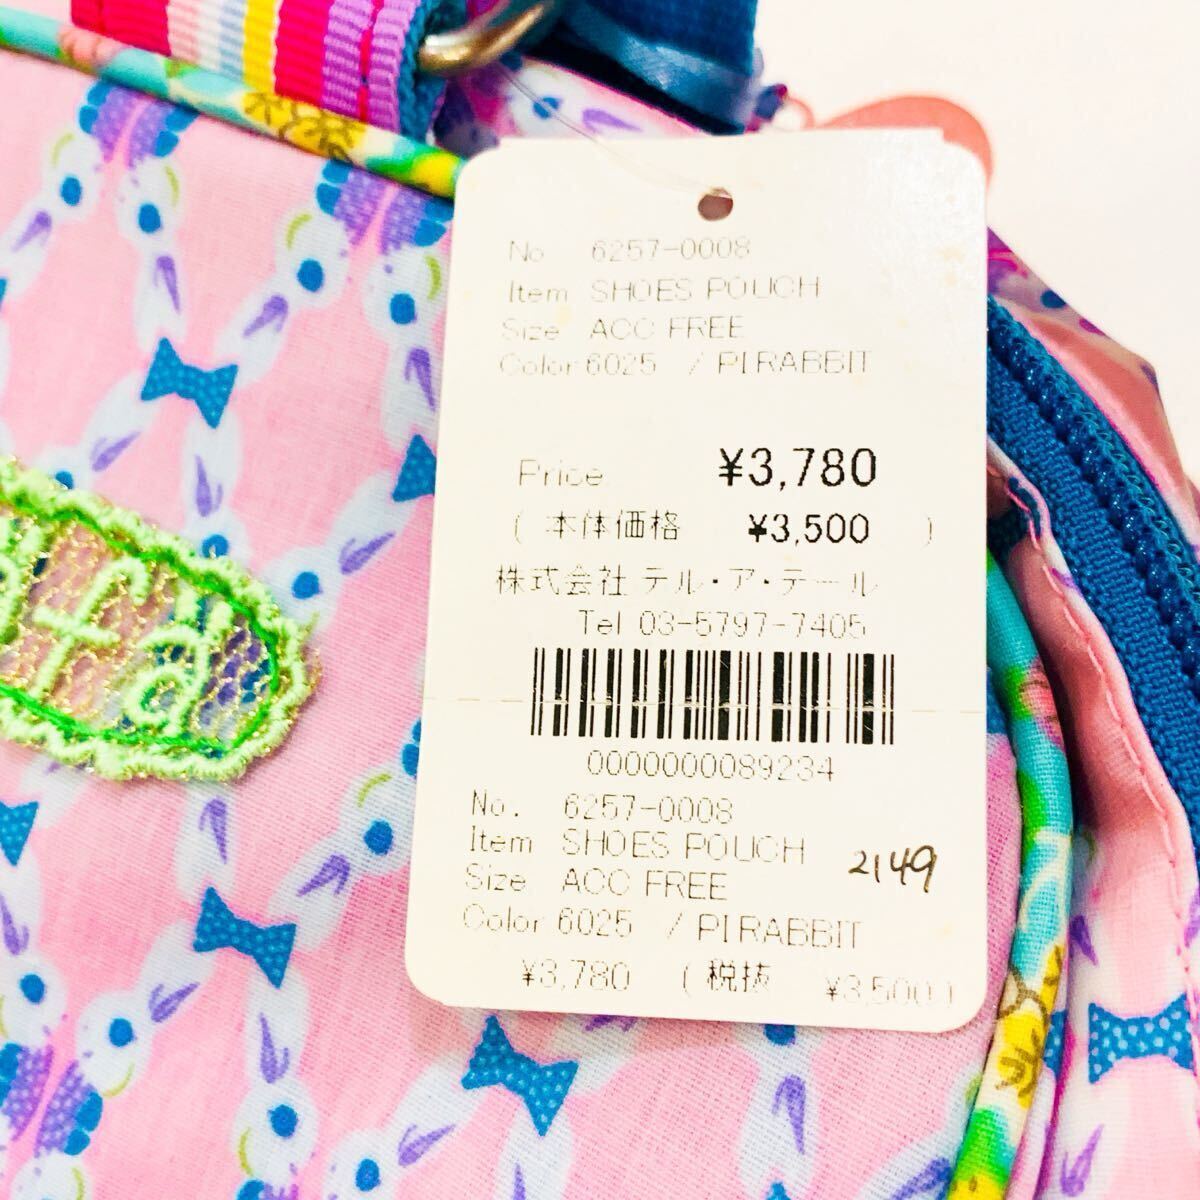 No 6257-0008
Item SHOES POUCH
Size ACC FREE
Color 6025 / PI RABBIT
Price ¥3,780
( 本体価格 ¥3,500 )
株式会社 テル・ア・テール
Tel 03-5797-7405
0000000089234
No. 6257-0008
Item SHOES POUCH
2149
Size ACC FREE
Color 6025 / PI RABBIT
¥3,780 ( 税抜 ¥3,500 )